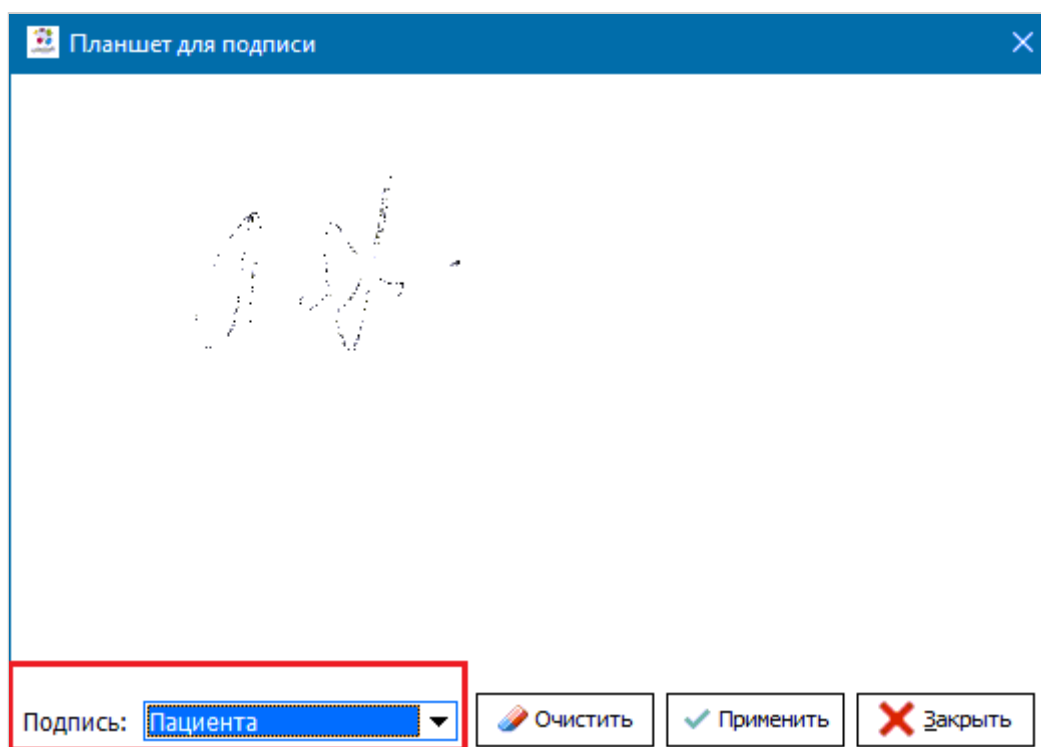 Планшет для подписи
Подпись: Пациента Очистить Применить Закрыть